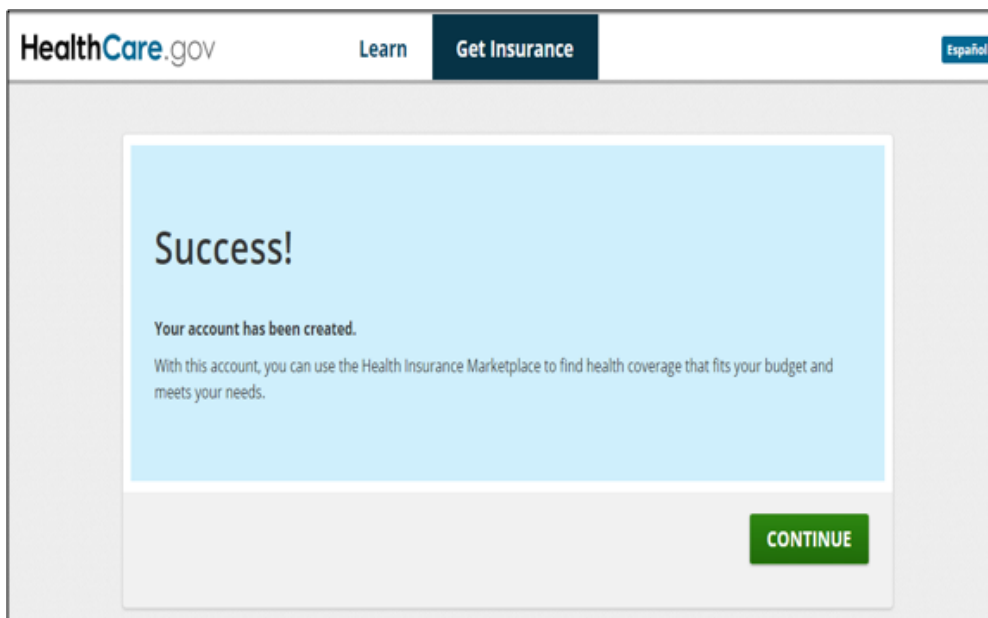 HealthCare.gov Learn Get Insurance Español
Success!
Your account has been created.
With this account, you can use the Health Insurance Marketplace to find health coverage that fits your budget and
meets your needs.
CONTINUE